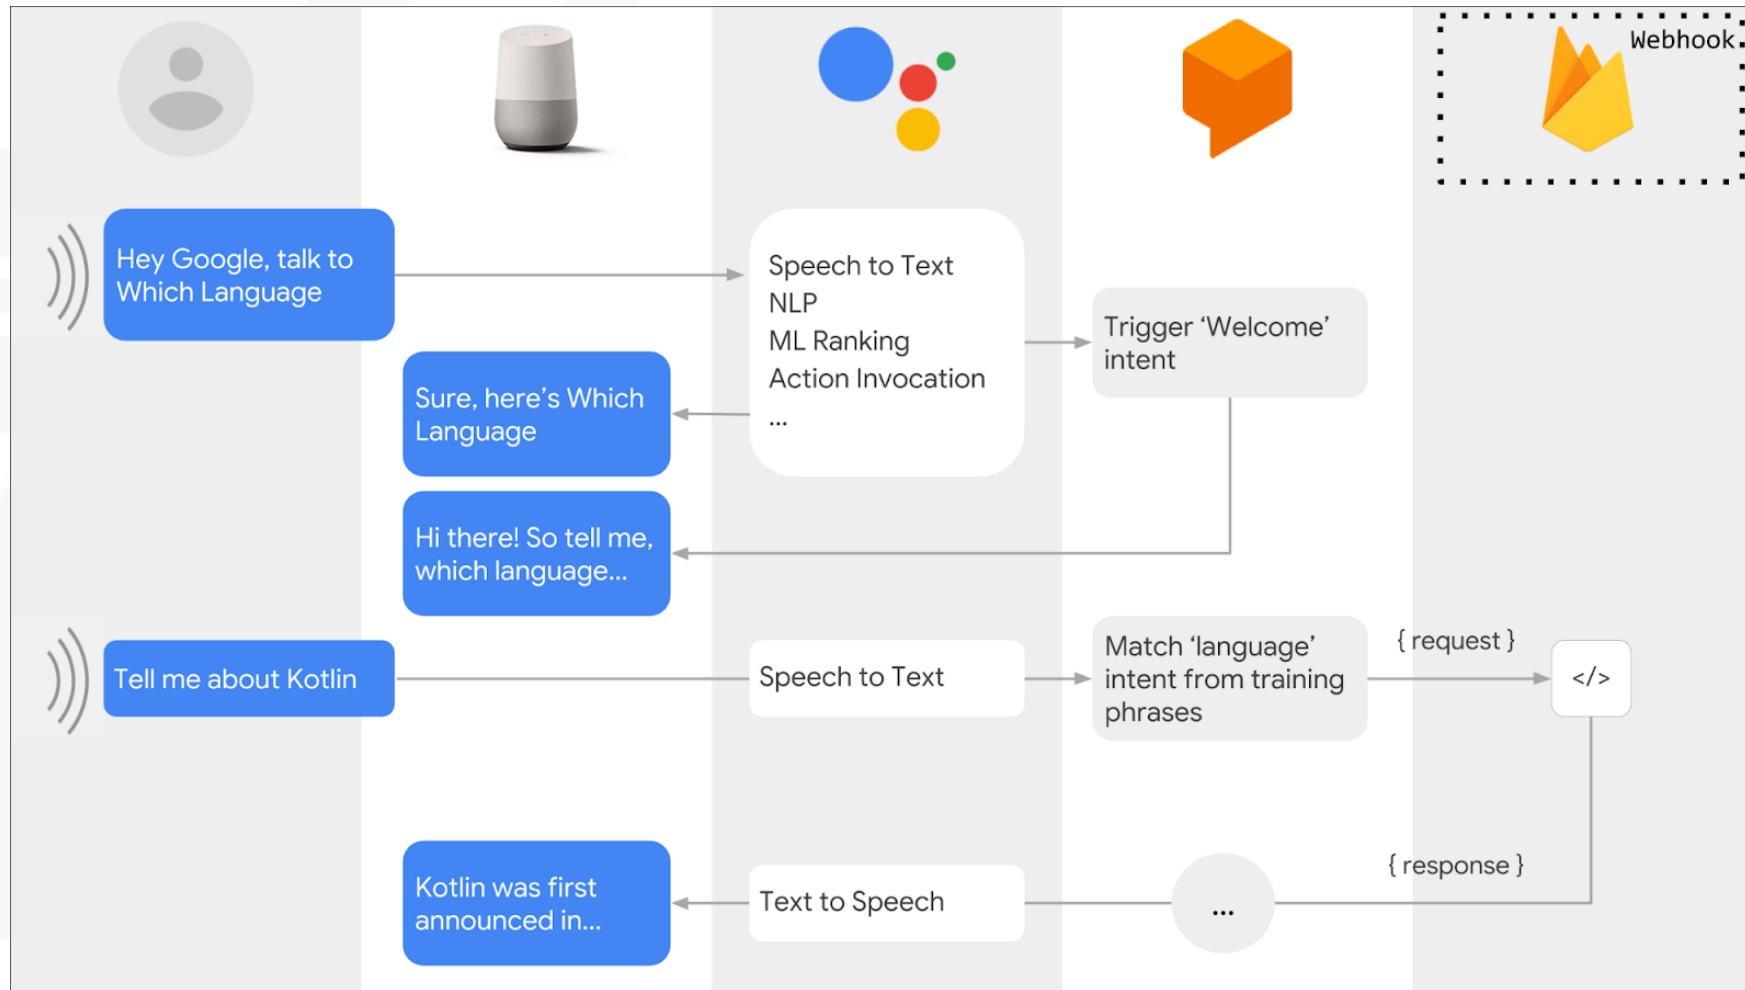 Webhook
Hey Google, talk to
Which Language
Speech to Text
NLP
ML Ranking
Action Invocation
...
Trigger ‘Welcome’
intent
Sure, here’s Which
Language
Hi there! So tell me,
which language...
Tell me about Kotlin
Speech to Text
Match ‘language’
intent from training
phrases
{ request }
</>
Kotlin was first
announced in...
Text to Speech
...
{ response }